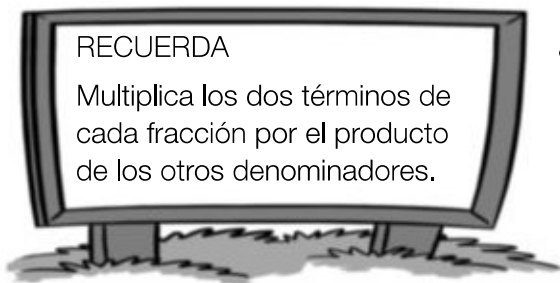 RECUERDA
Multiplica los dos términos de
cada fracción por el producto
de los otros denominadores.